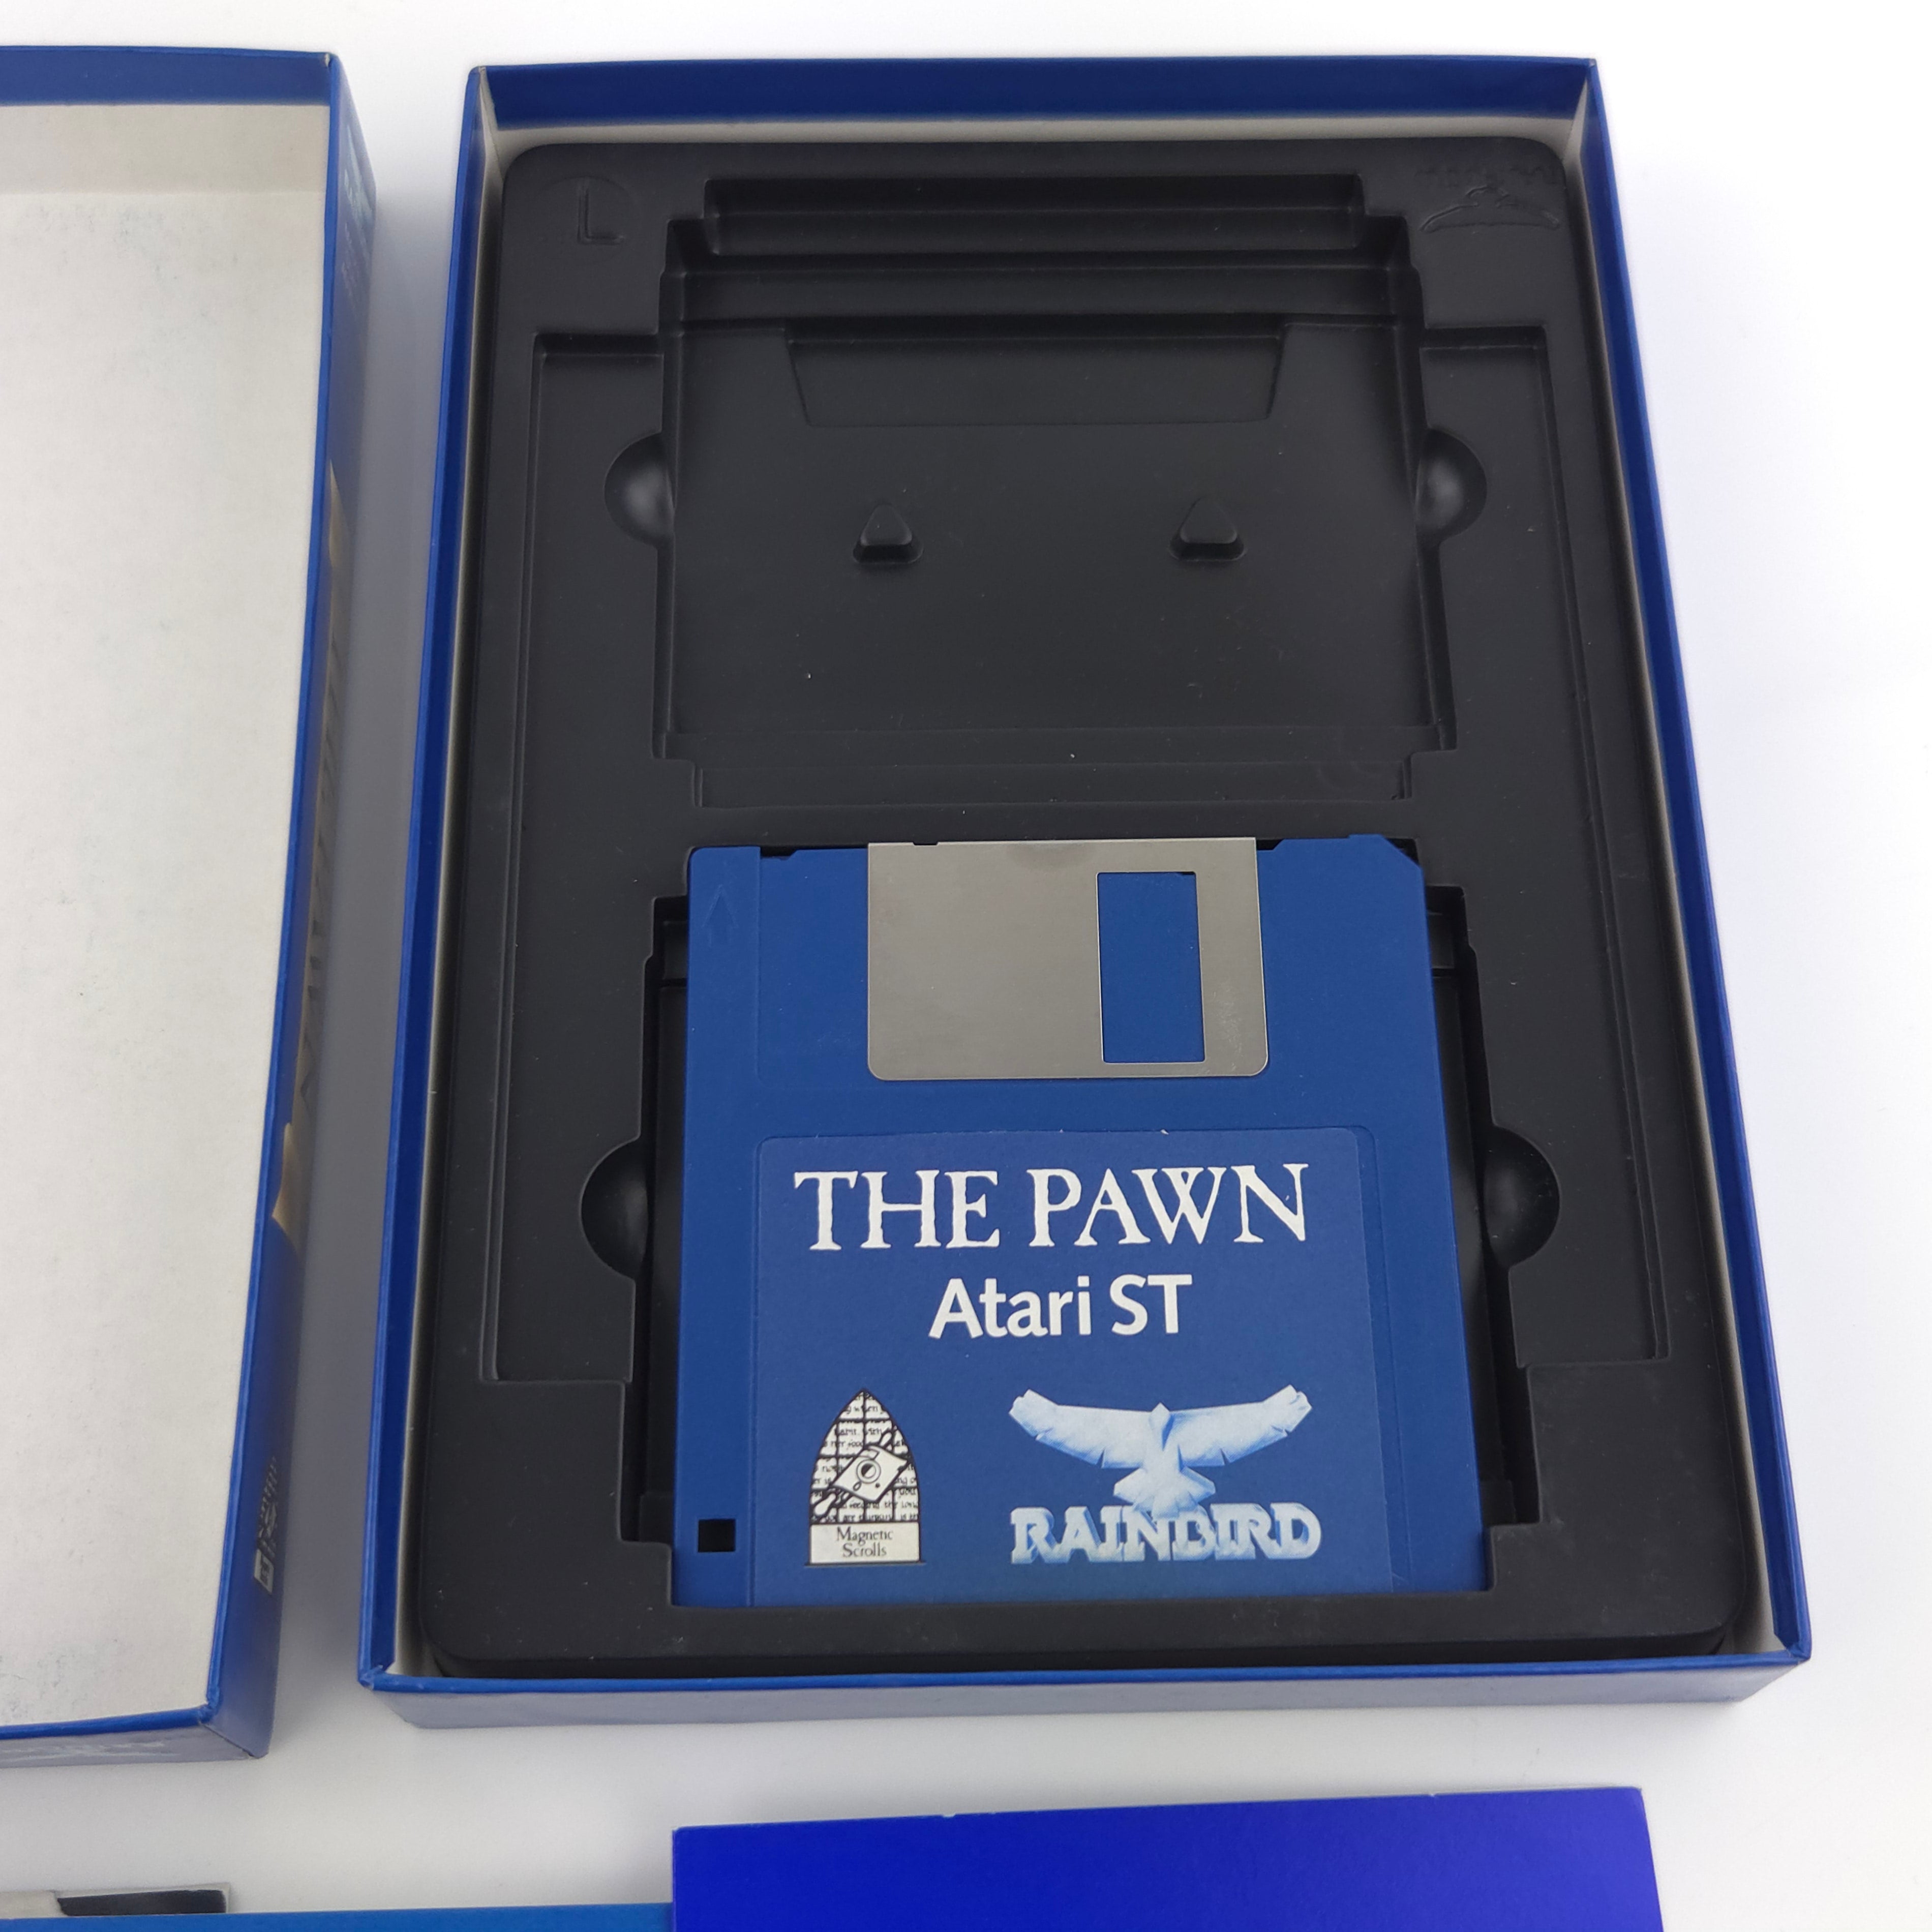 L
THE PAWN
Atari ST
Magnetic
Scrolls
RAINBIRD